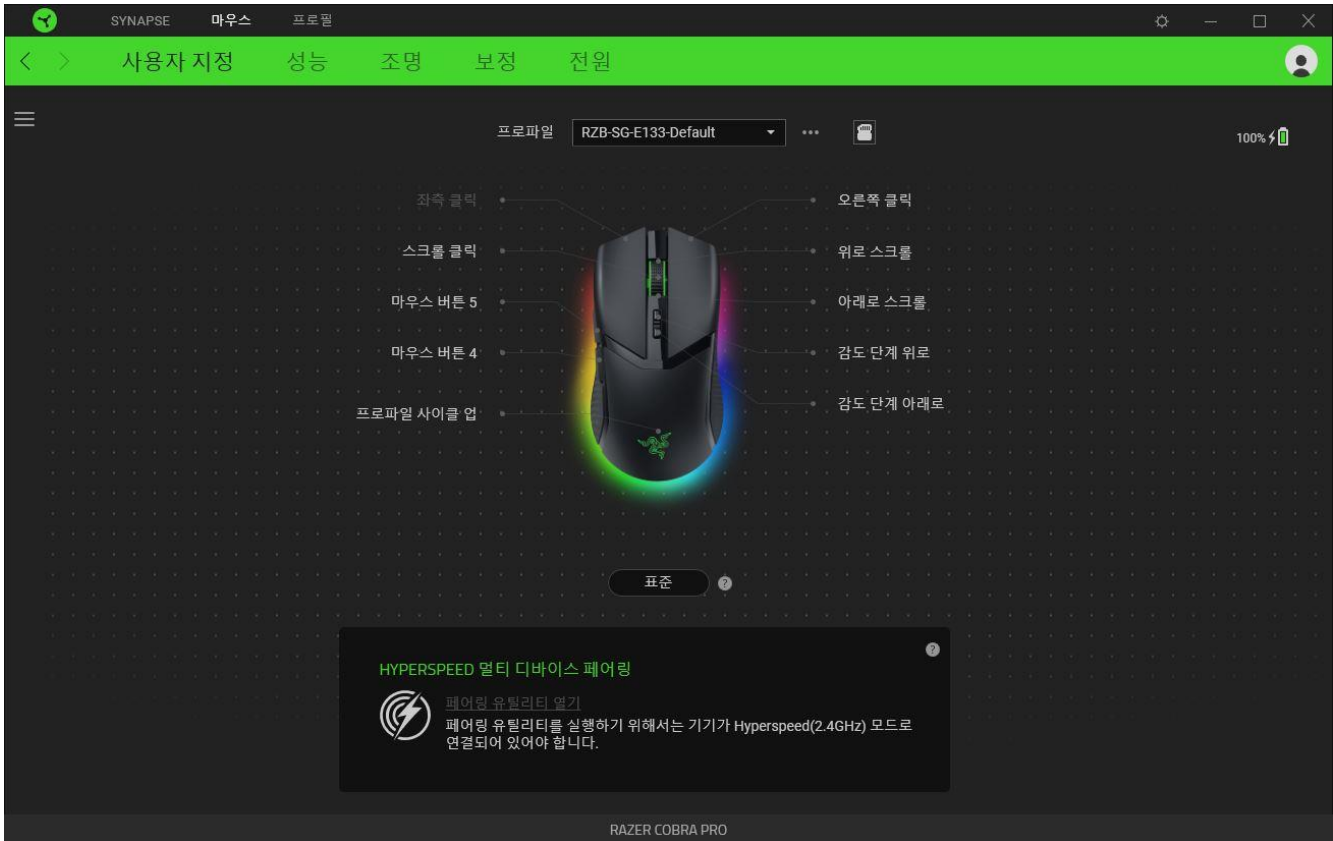 SYNAPSE 마우스 프로필
사용자 지정 성능 조명 보정 전원
프로파일 RZB-SG-E133-Default
100%
좌측 클릭
오른쪽 클릭
스크롤 클릭
위로 스크롤
마우스 버튼 5
아래로 스크롤
마우스 버튼 4
감도 단계 위로
프로파일 사이클 업
감도 단계 아래로
표준 ?
?
HYPERSPEED 멀티 디바이스 페어링
페어링 유틸리티 열기
페어링 유틸리티를 실행하기 위해서는 기기가 Hyperspeed(2.4GHz) 모드로
연결되어 있어야 합니다.
RAZER COBRA PRO